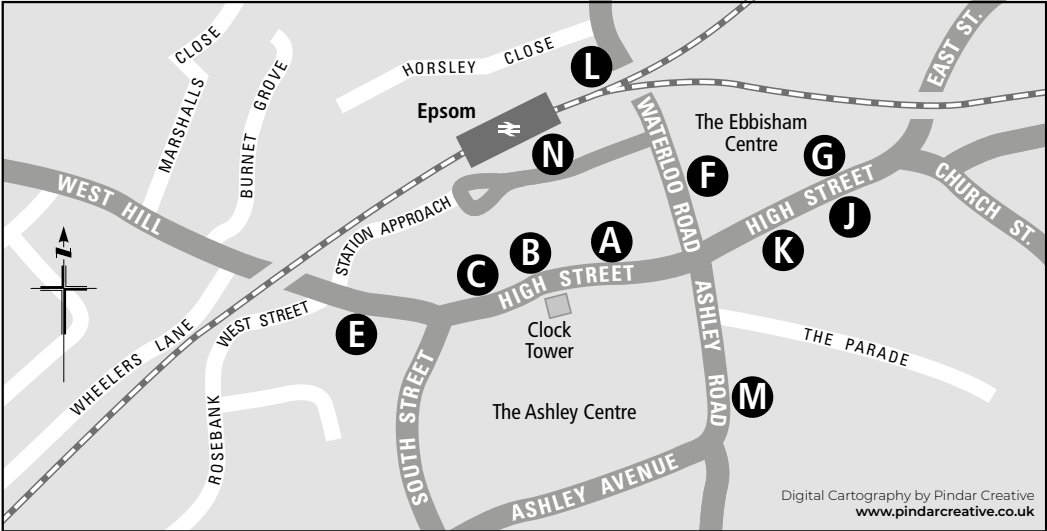 MARSHALLS CLOSE
BURNET GROVE
HORSLEY CLOSE
L
EAST ST.
Epsom
WATERLOO ROAD
The Ebbisham
Centre
N
F
G
WEST HILL
STATION APPROACH
HIGH STREET
J
CHURCH ST.
N
A
B
C
K
HIGH STREET
WHEELERS LANE
WEST STREET
E
Clock
Tower
ASHLEY ROAD
THE PARADE
M
ROSEBANK
SOUTH STREET
The Ashley Centre
ASHLEY AVENUE
Digital Cartography by Pindar Creative
www.pindarcreative.co.uk